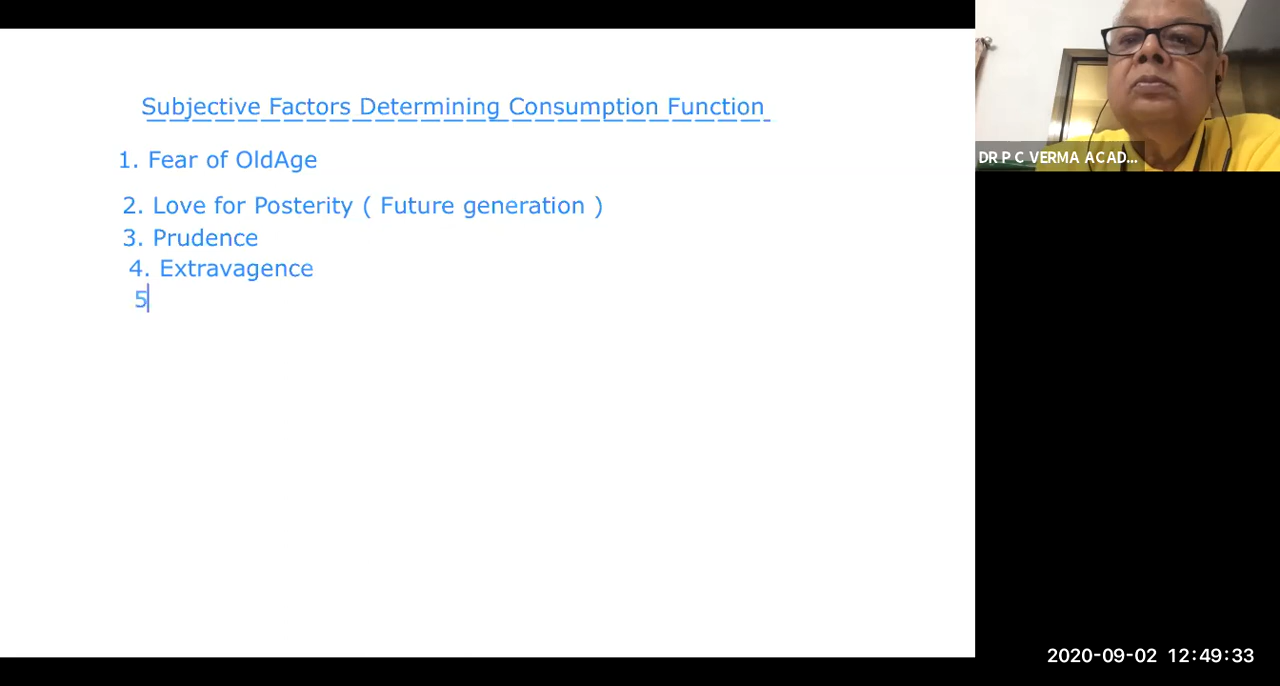 Subjective Factors Determining Consumption Function
1. Fear of OldAge
2. Love for Posterity ( Future generation )
3. Prudence
4. Extravagence
5
DR P C VERMA ACAD...
2020-09-02 12:49:33